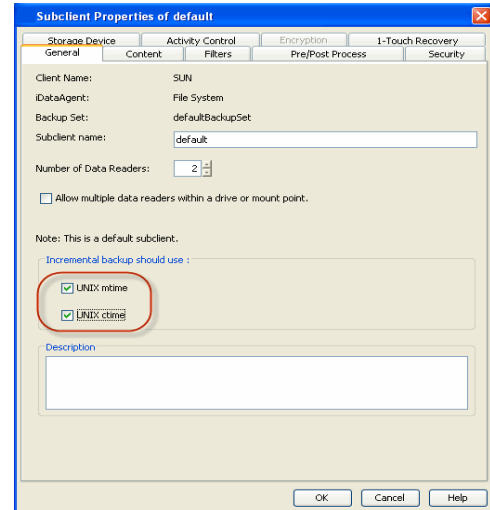 Subclient Properties of default
Storage Device Activity Control Encryption 1-Touch Recovery
General Content Filters Pre/Post Process Security
Client Name: SUN
iDataAgent: File System
Backup Set: defaultBackupSet
Subclient name: default
Number of Data Readers: 2
Allow multiple data readers within a drive or mount point.
Note: This is a default subclient.
Incremental backup should use :
UNIX mtime
UNIX ctime
Description
OK Cancel Help